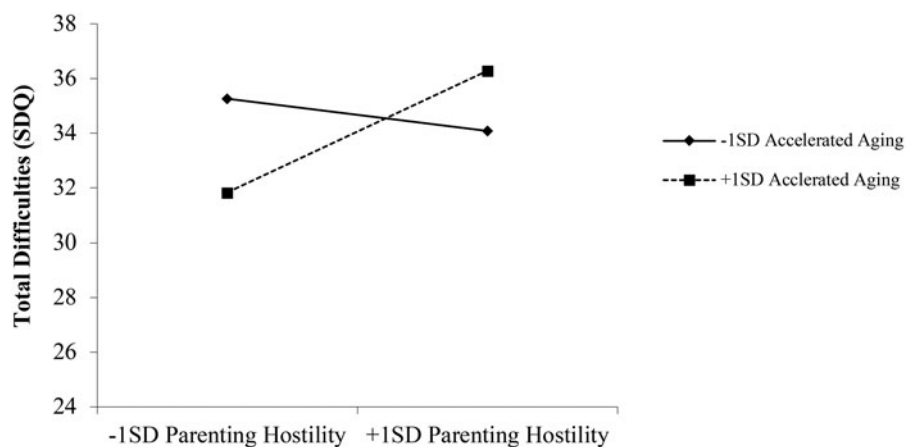 38
36
34
32
30
28
26
24
Total Difficulties (SDQ)
-1SD Parenting Hostility
+1SD Parenting Hostility
-1SD Accelerated Aging
+1SD Acclerated Aging